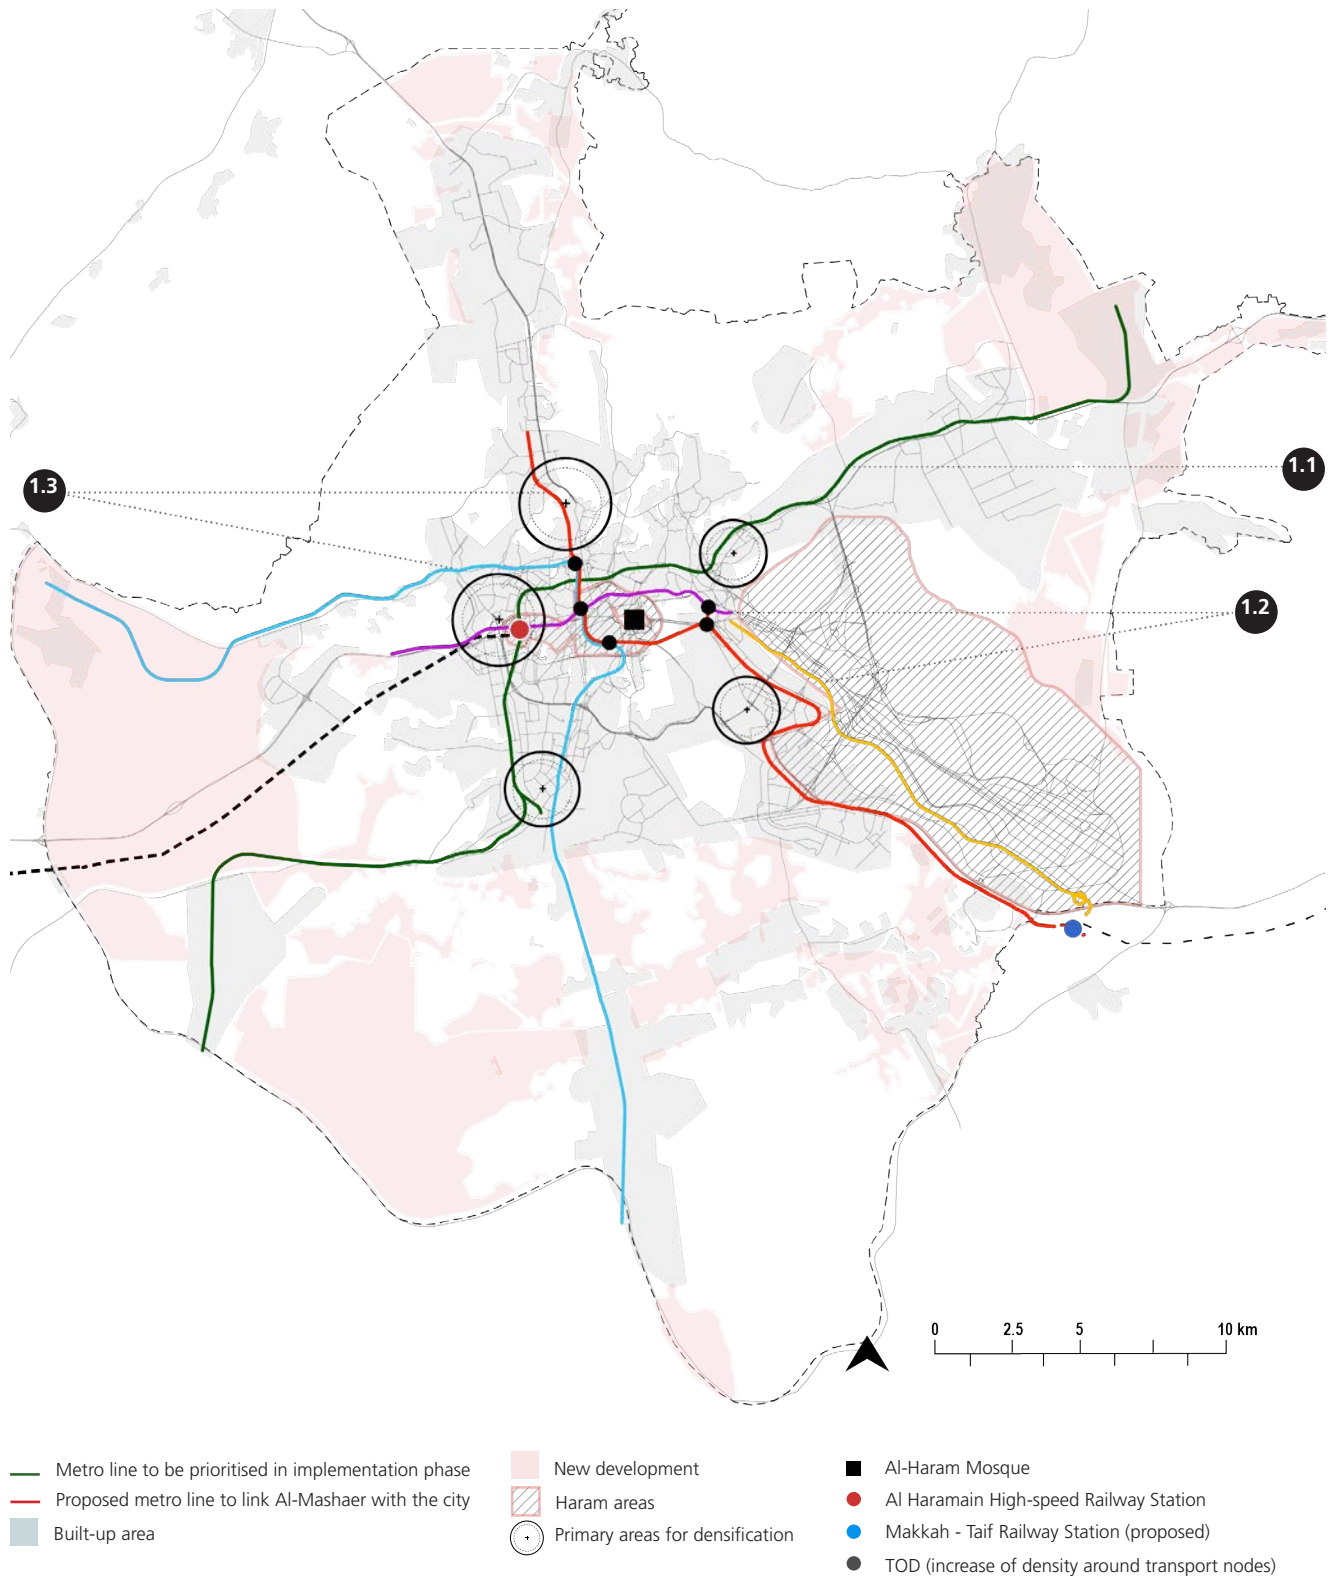 1.1
1.3
1.2
0 2.5 5 10 km
Metro line to be prioritised in implementation phase
Proposed metro line to link Al-Mashaer with the city
Built-up area
New development
Haram areas
Primary areas for densification
Al-Haram Mosque
Al Haramain High-speed Railway Station
Makkah - Taif Railway Station (proposed)
TOD (increase of density around transport nodes)